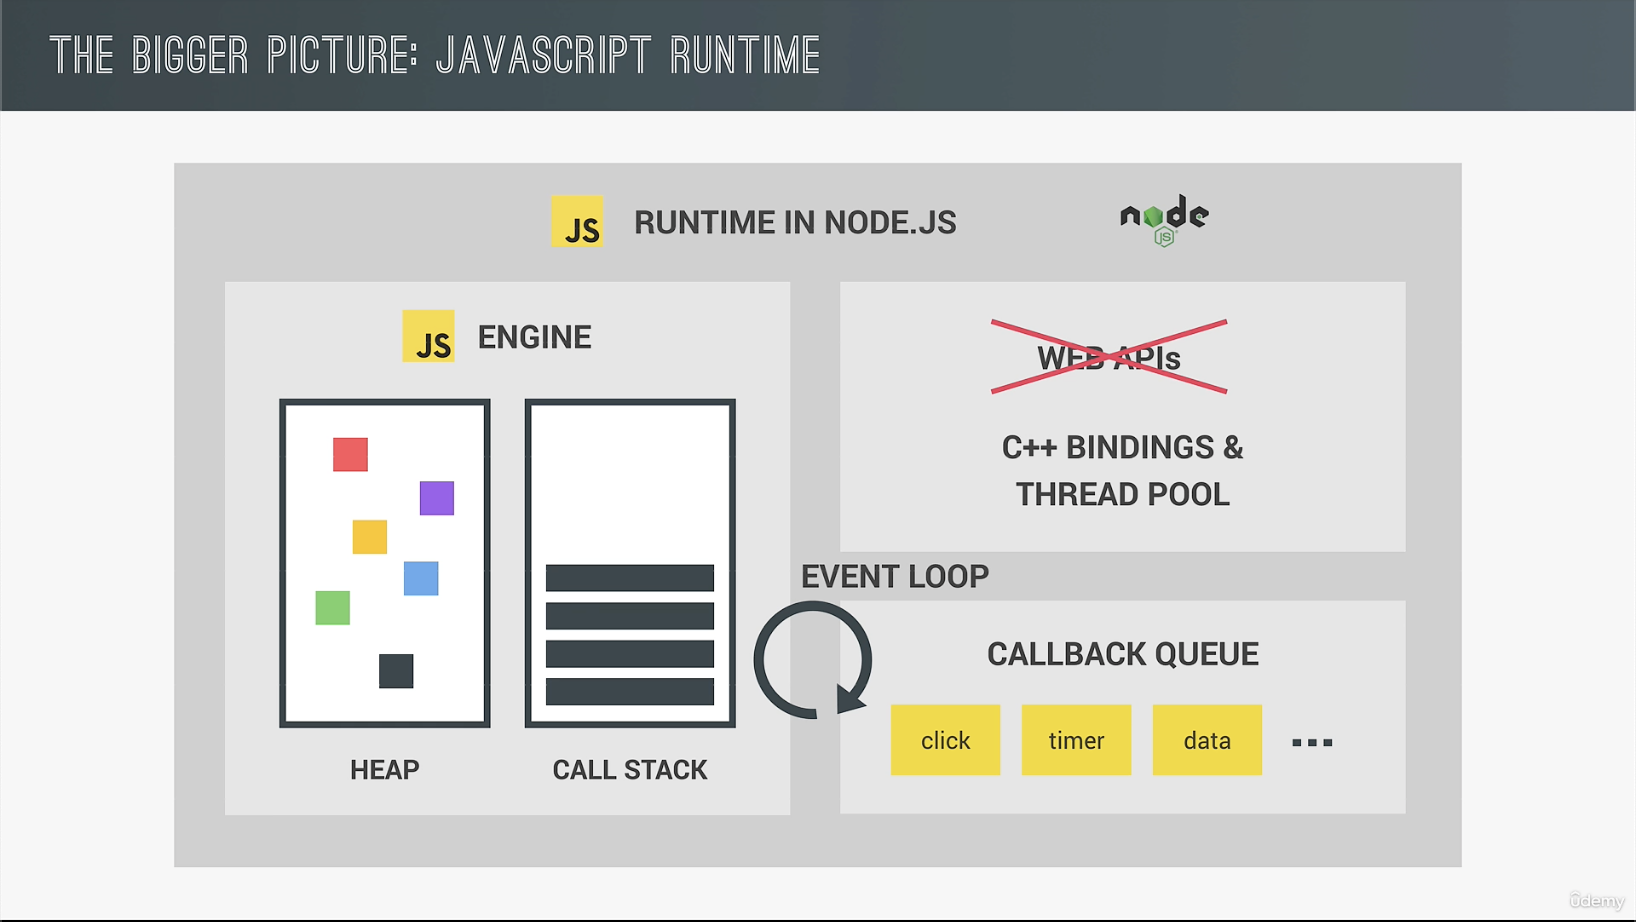 THE BIGGER PICTURE: JAVASCRIPT RUNTIME
JS RUNTIME IN NODE.JS
node
JS
JS ENGINE
HEAP
CALL STACK
WEB APIs
C++ BINDINGS &
THREAD POOL
EVENT LOOP
CALLBACK QUEUE
click timer data ...
ûdemy